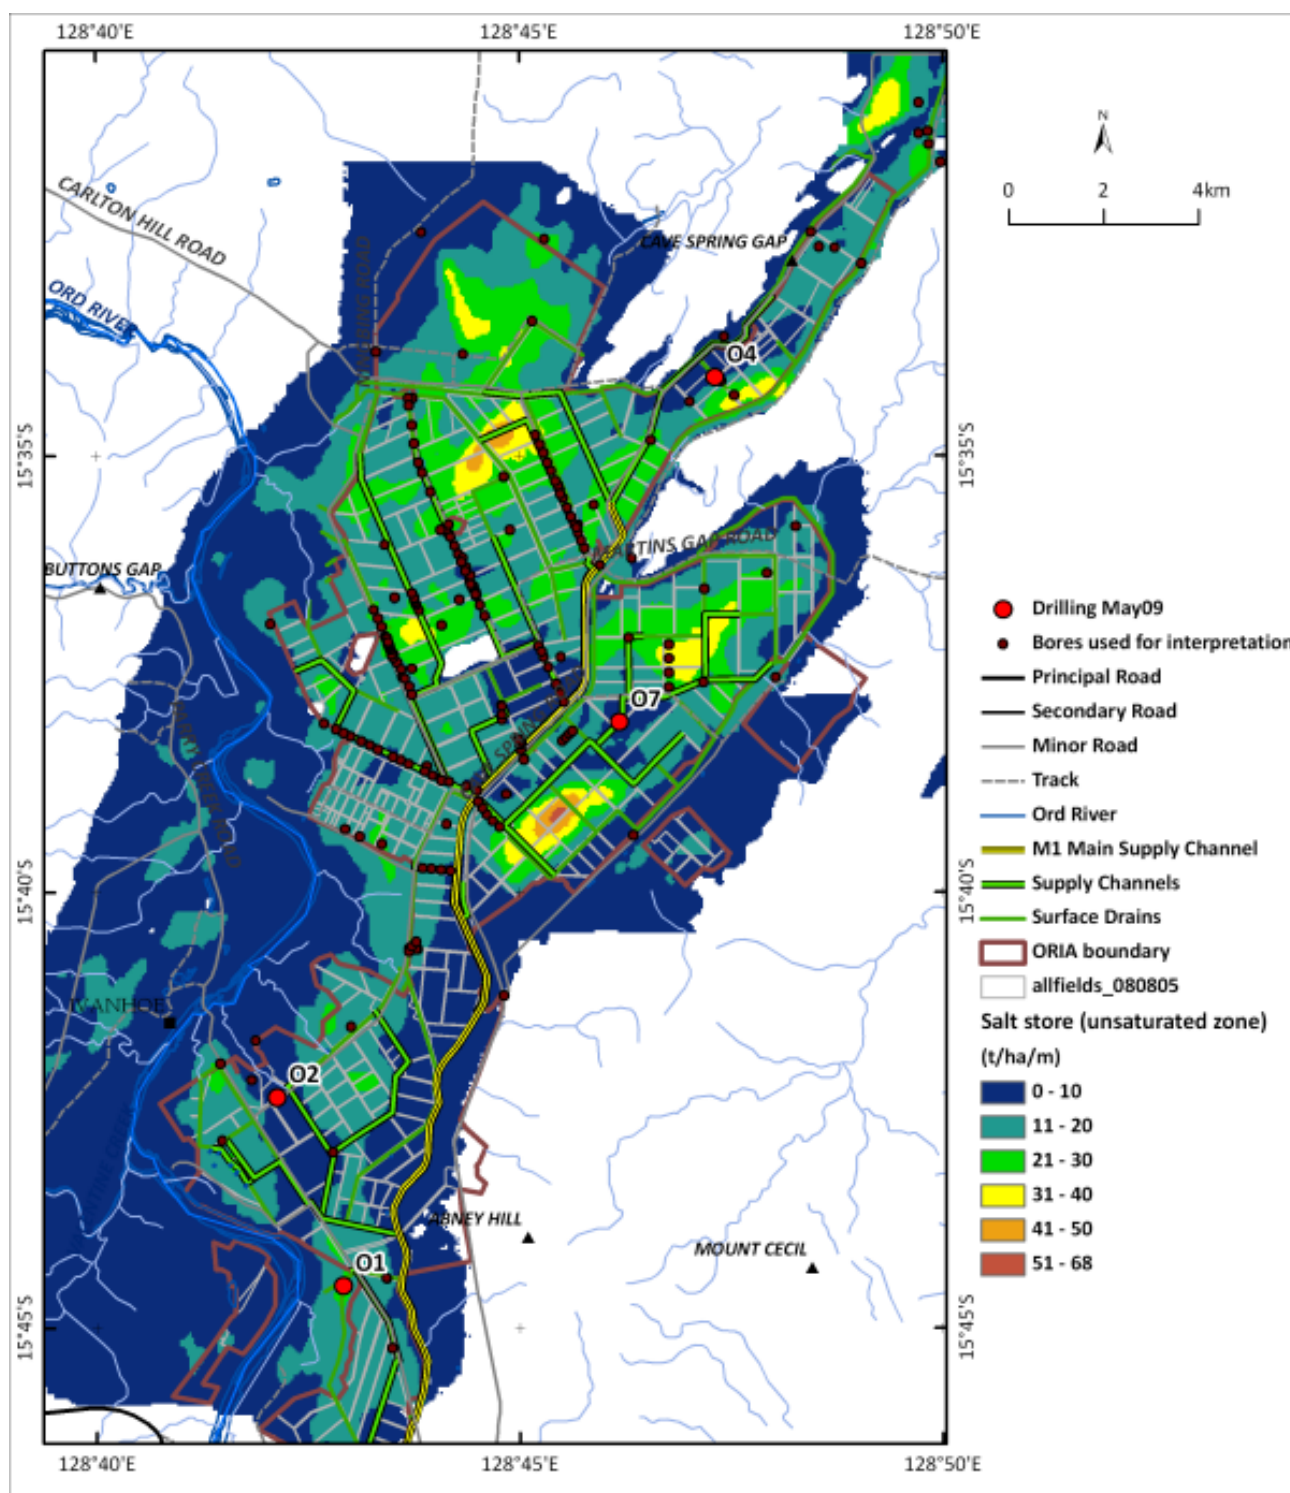 128°40'E
128°45'E
128°50'E
N
0 2 4km
CARLTON HILL ROAD
CAVE SPRING GAP
ORD RIVER
O4
15°35'S
15°35'S
MARTINS GAP ROAD
BUTTONS GAP
Drilling May09
Bores used for interpretation
Principal Road
O7
Secondary Road
Minor Road
Track
Ord River
M1 Main Supply Channel
Supply Channels
15°40'S
15°40'S
Surface Drains
ORIA boundary
allfields_080805
IVANHOE
Salt store (unsaturated zone)
(t/ha/m)
O2
0 - 10
11 - 20
21 - 30
31 - 40
ABNEY HILL
41 - 50
MOUNT CECIL
O1
51 - 68
15°45'S
15°45'S
128°40'E
128°45'E
128°50'E